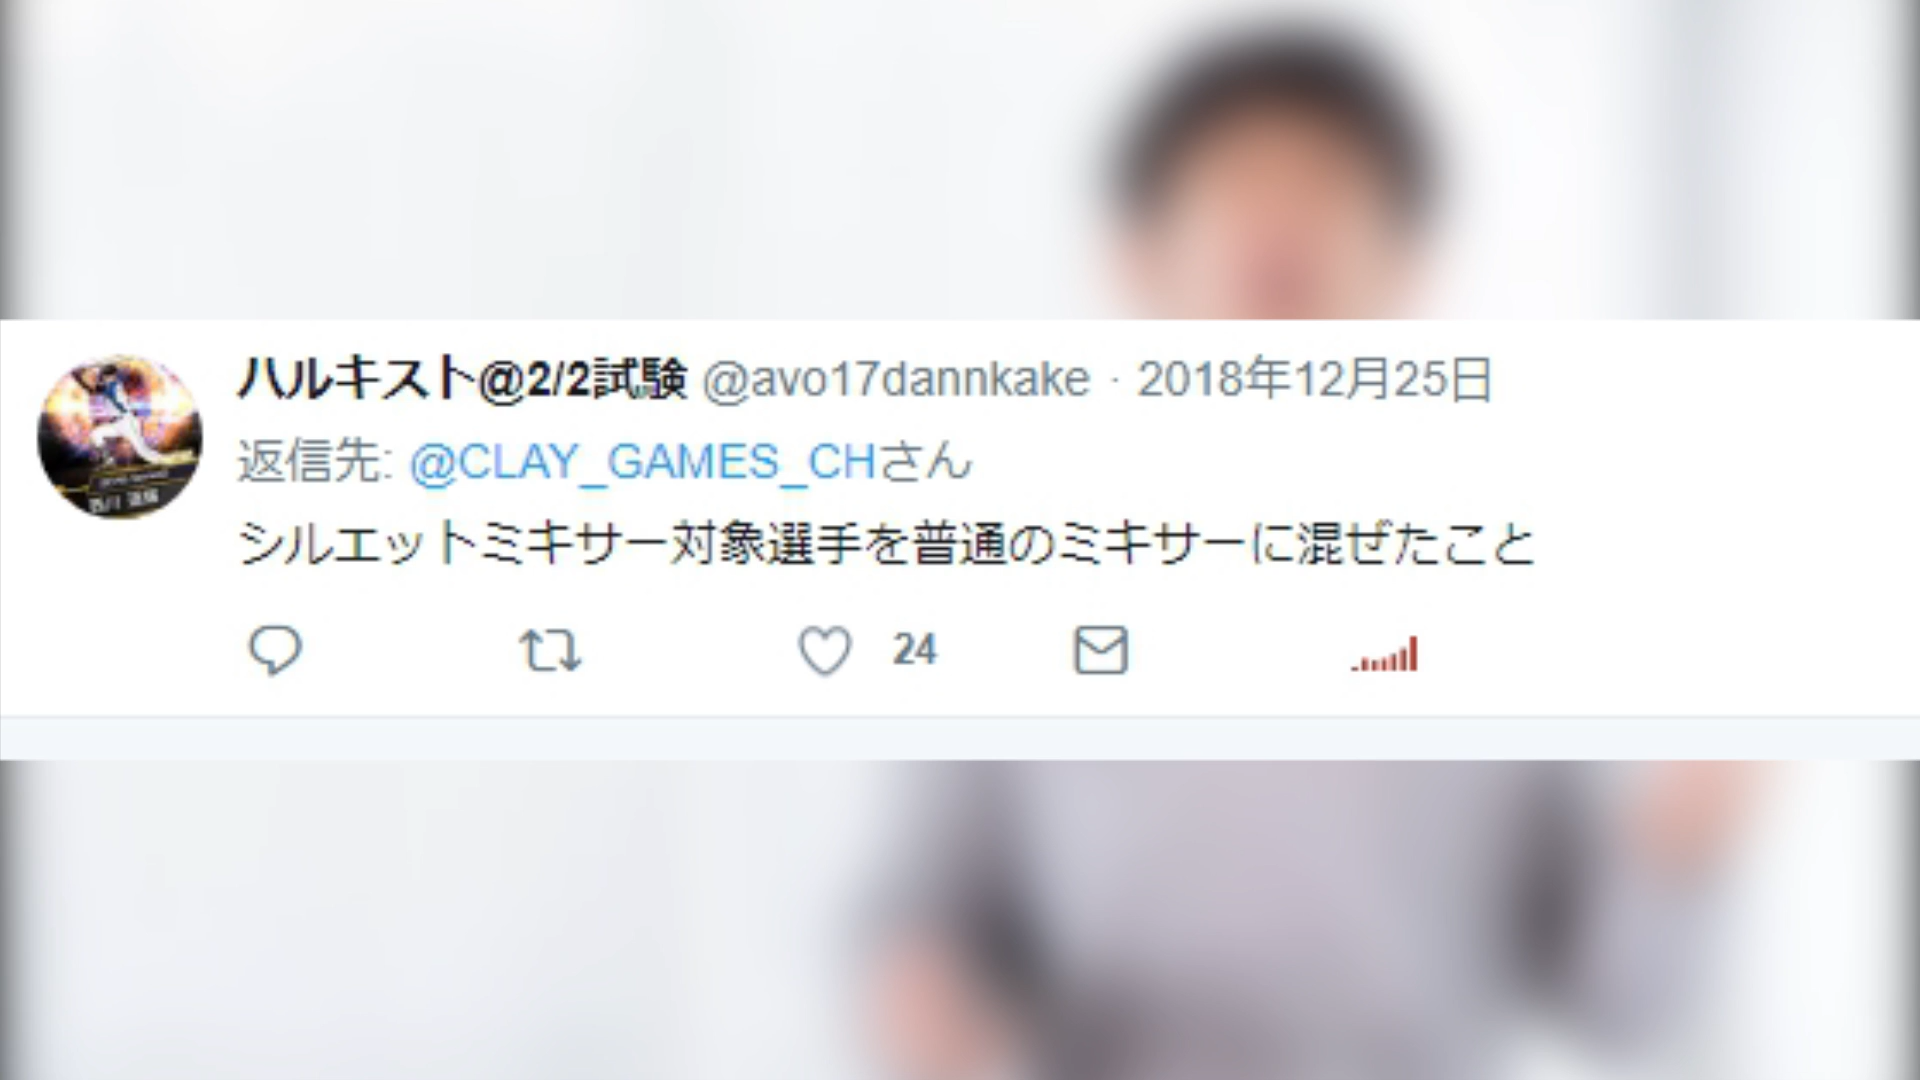 ハルキスト@2/2試験 @avo17dannkake · 2018年12月25日
返信先: @CLAY_GAMES_CHさん
シルエットミキサー対象選手を普通のミキサーに混ぜたこと
24